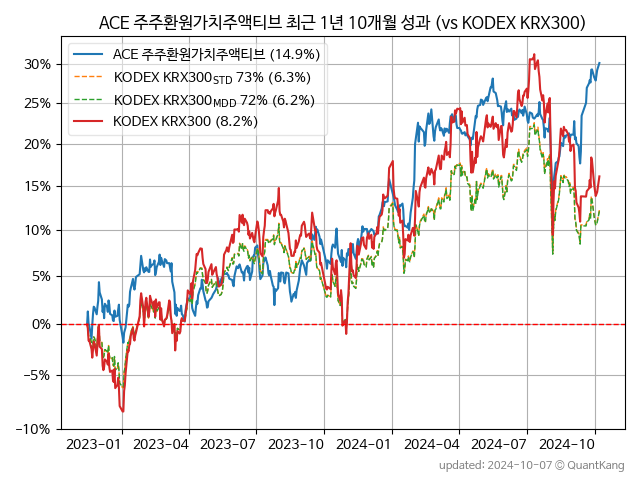 ACE 주주환원가치주액티브 최근 1년 10개월 성과 (vs KODEX KRX300)
ACE 주주환원가치주액티브 (14.9%)
KODEX KRX300STD 73% (6.3%)
KODEX KRX300MDD 72% (6.2%)
KODEX KRX300 (8.2%)
30%
25%
20%
15%
10%
5%
0%
−5%
−10%
2023−01 2023−04 2023−07 2023−10 2024−01 2024−04 2024−07 2024−10
updated: 2024-10-07 © QuantKang